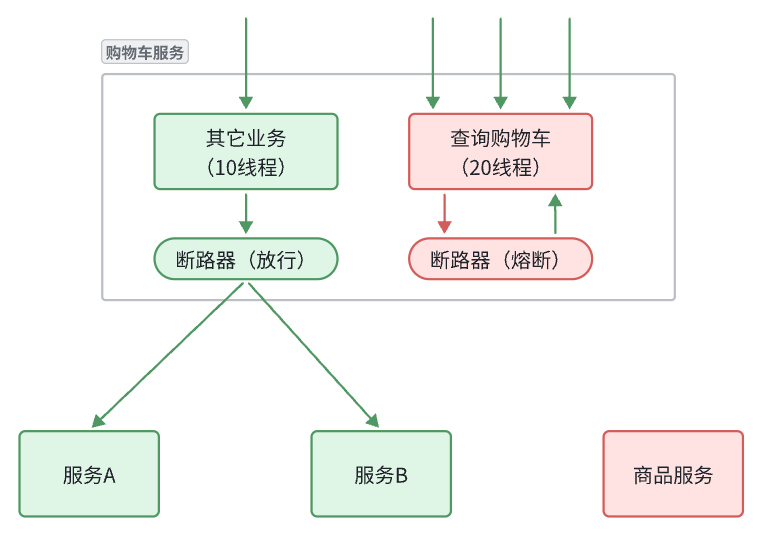 购物车服务
其它业务
（10线程）
查询购物车
（20线程）
断路器（放行）
断路器（熔断）
服务A
服务B
商品服务